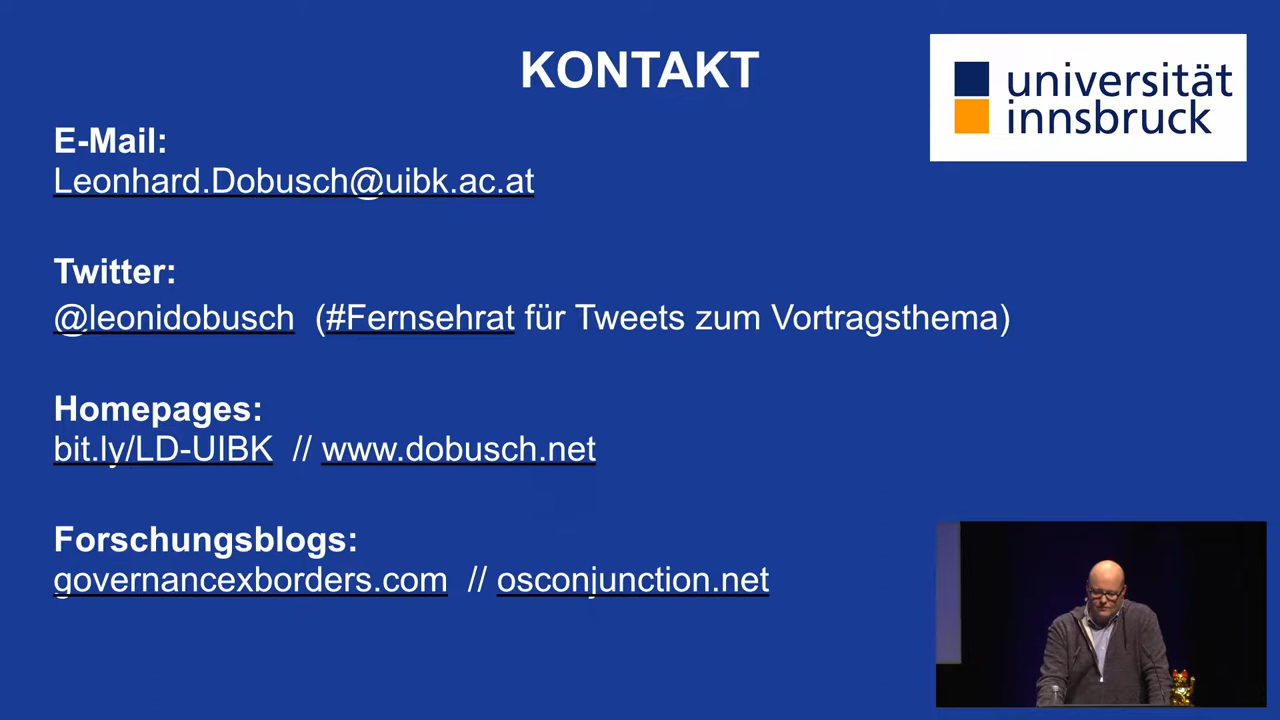 KONTAKT
universität
innsbruck
E-Mail:
Leonhard.Dobusch@uibk.ac.at
Twitter:
@leonidobusch (#Fernsehrat für Tweets zum Vortragsthema)
Homepages:
bit.ly/LD-UIBK // www.dobusch.net
Forschungsblogs:
governancexborders.com // osconjunction.net